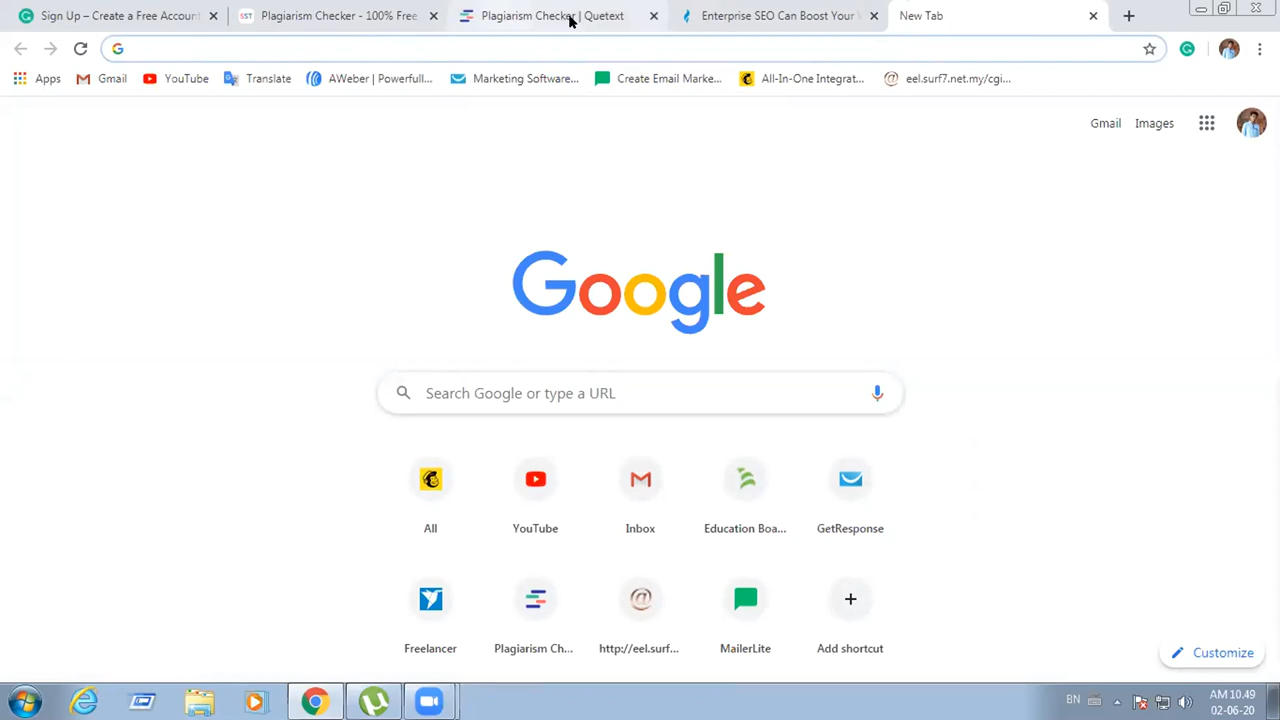 Sign Up – Create a Free Accoun
SST Plagiarism Checker - 100% Free
Plagiarism Checker | Quetext
Enterprise SEO Can Boost Your
New Tab
Apps
Gmail
YouTube
Translate
AWeber | Powerfull...
Marketing Software...
Create Email Marke...
All-In-One Integrat...
eel.surf7.net.my/cgi...
Gmail
Images
Google
Search Google or type a URL
All
YouTube
Inbox
Education Boa...
GetResponse
Freelancer
Plagiarism Ch...
http://eel.surf...
MailerLite
Add shortcut
Customize
BN
AM 10.49
02-06-20